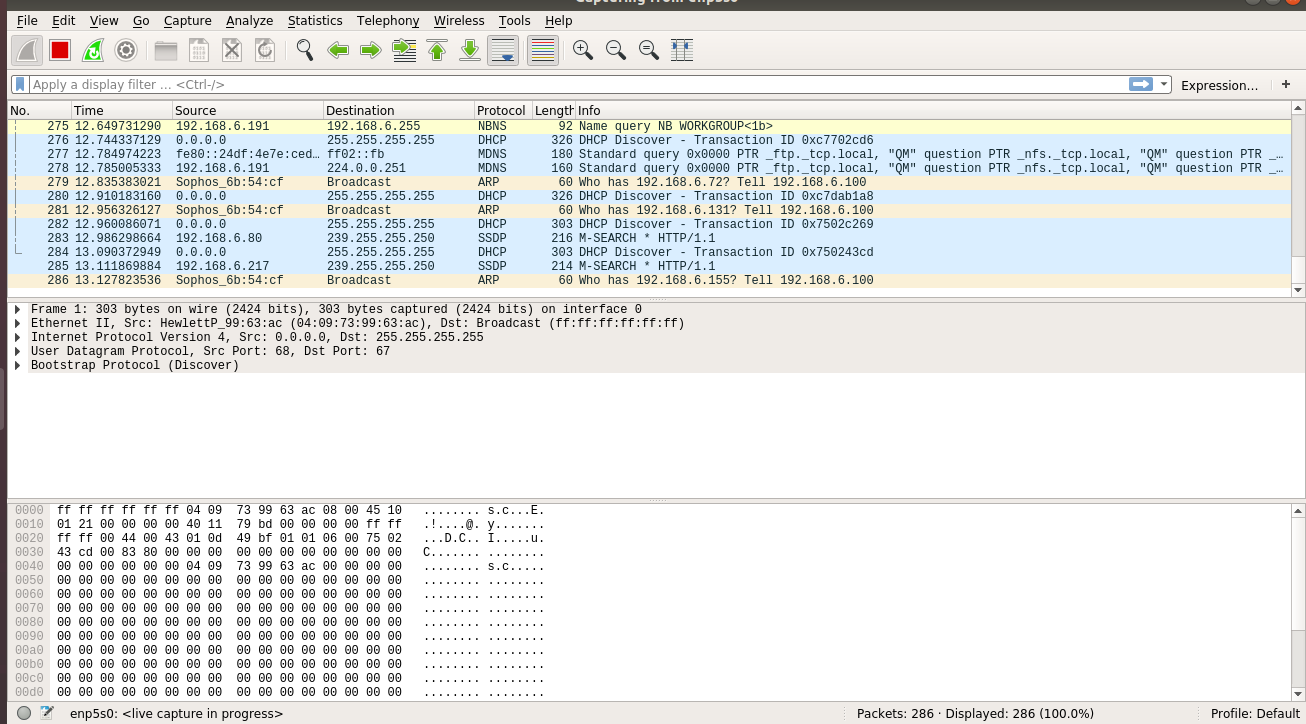 Capturing from enp5s0
File Edit View Go Capture Analyze Statistics Telephony Wireless Tools Help
Apply a display filter … <Ctrl-/> Expression… +
No. Time Source Destination Protocol Length Info
275 12.649731290 192.168.6.191 192.168.6.255 NBNS 92 Name query NB WORKGROUP<1b>
276 12.744337129 0.0.0.0 255.255.255.255 DHCP 326 DHCP Discover - Transaction ID 0xc7702cd6
277 12.784974223 fe80::24df:4e7e:ced… ff02::fb MDNS 180 Standard query 0x0000 PTR _ftp._tcp.local, "QM" question PTR _nfs._tcp.local, "QM" question PTR _…
278 12.785005333 192.168.6.191 224.0.0.251 MDNS 160 Standard query 0x0000 PTR _ftp._tcp.local, "QM" question PTR _nfs._tcp.local, "QM" question PTR _…
279 12.835383021 Sophos_6b:54:cf Broadcast ARP 60 Who has 192.168.6.72? Tell 192.168.6.100
280 12.910183160 0.0.0.0 255.255.255.255 DHCP 326 DHCP Discover - Transaction ID 0xc7dab1a8
281 12.956326127 Sophos_6b:54:cf Broadcast ARP 60 Who has 192.168.6.131? Tell 192.168.6.100
282 12.960086071 0.0.0.0 255.255.255.255 DHCP 303 DHCP Discover - Transaction ID 0x7502c269
283 12.986298664 192.168.6.80 239.255.255.250 SSDP 216 M-SEARCH * HTTP/1.1
284 13.090372949 0.0.0.0 255.255.255.255 DHCP 303 DHCP Discover - Transaction ID 0x750243cd
285 13.111869884 192.168.6.217 239.255.255.250 SSDP 214 M-SEARCH * HTTP/1.1
286 13.127823536 Sophos_6b:54:cf Broadcast ARP 60 Who has 192.168.6.155? Tell 192.168.6.100
Frame 1: 303 bytes on wire (2424 bits), 303 bytes captured (2424 bits) on interface 0
Ethernet II, Src: HewlettP_99:63:ac (04:09:73:99:63:ac), Dst: Broadcast (ff:ff:ff:ff:ff:ff)
Internet Protocol Version 4, Src: 0.0.0.0, Dst: 255.255.255.255
User Datagram Protocol, Src Port: 68, Dst Port: 67
Bootstrap Protocol (Discover)
0000 ff ff ff ff ff ff 04 09 73 99 63 ac 08 00 45 10 ........ s.c...E.
0010 01 21 00 00 00 00 40 11 79 bd 00 00 00 00 ff ff .!....@. y.......
0020 ff ff 00 44 00 43 01 0d 49 bf 01 01 06 00 75 02 ...D.C.. I.....u.
0030 43 cd 00 83 80 00 00 00 00 00 00 00 00 00 00 00 C....... ........
0040 00 00 00 00 00 00 04 09 73 99 63 ac 00 00 00 00 ........ s.c.....
0050 00 00 00 00 00 00 00 00 00 00 00 00 00 00 00 00 ........ ........
0060 00 00 00 00 00 00 00 00 00 00 00 00 00 00 00 00 ........ ........
0070 00 00 00 00 00 00 00 00 00 00 00 00 00 00 00 00 ........ ........
0080 00 00 00 00 00 00 00 00 00 00 00 00 00 00 00 00 ........ ........
0090 00 00 00 00 00 00 00 00 00 00 00 00 00 00 00 00 ........ ........
00a0 00 00 00 00 00 00 00 00 00 00 00 00 00 00 00 00 ........ ........
00b0 00 00 00 00 00 00 00 00 00 00 00 00 00 00 00 00 ........ ........
00c0 00 00 00 00 00 00 00 00 00 00 00 00 00 00 00 00 ........ ........
00d0 00 00 00 00 00 00 00 00 00 00 00 00 00 00 00 00 ........ ........
enp5s0: <live capture in progress> Packets: 286 · Displayed: 286 (100.0%) Profile: Default